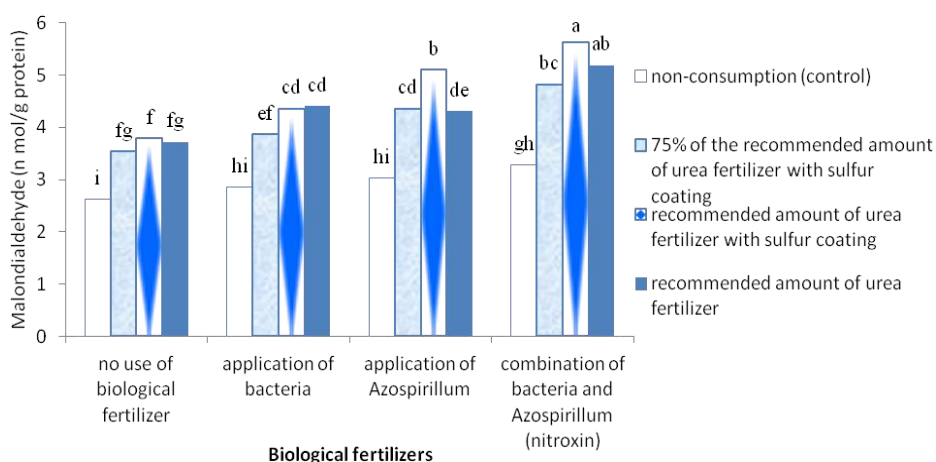 Malondialdehyde (n mol/g protein)
6
5
4
3
2
1
0
i
fg
f
fg
hi
ef
cd
cd
hi
cd
b
de
gh
bc
a
ab
no use of
biological
fertilizer
application of
bacteria
application of
Azospirillum
combination of
bacteria and
Azospirillum
(nitroxin)
Biological fertilizers
non-consumption (control)
75% of the recommended amount
of urea fertilizer with sulfur
coating
recommended amount of urea
fertilizer with sulfur coating
recommended amount of urea
fertilizer